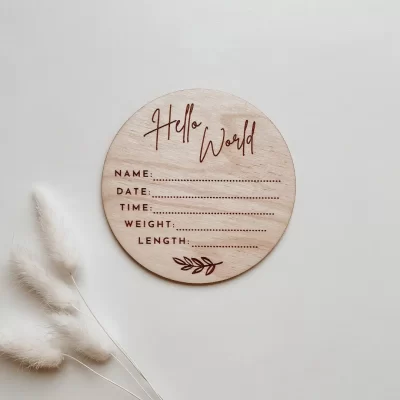 Hello
World
NAME:
DATE:
TIME:
WEIGHT:
LENGTH: